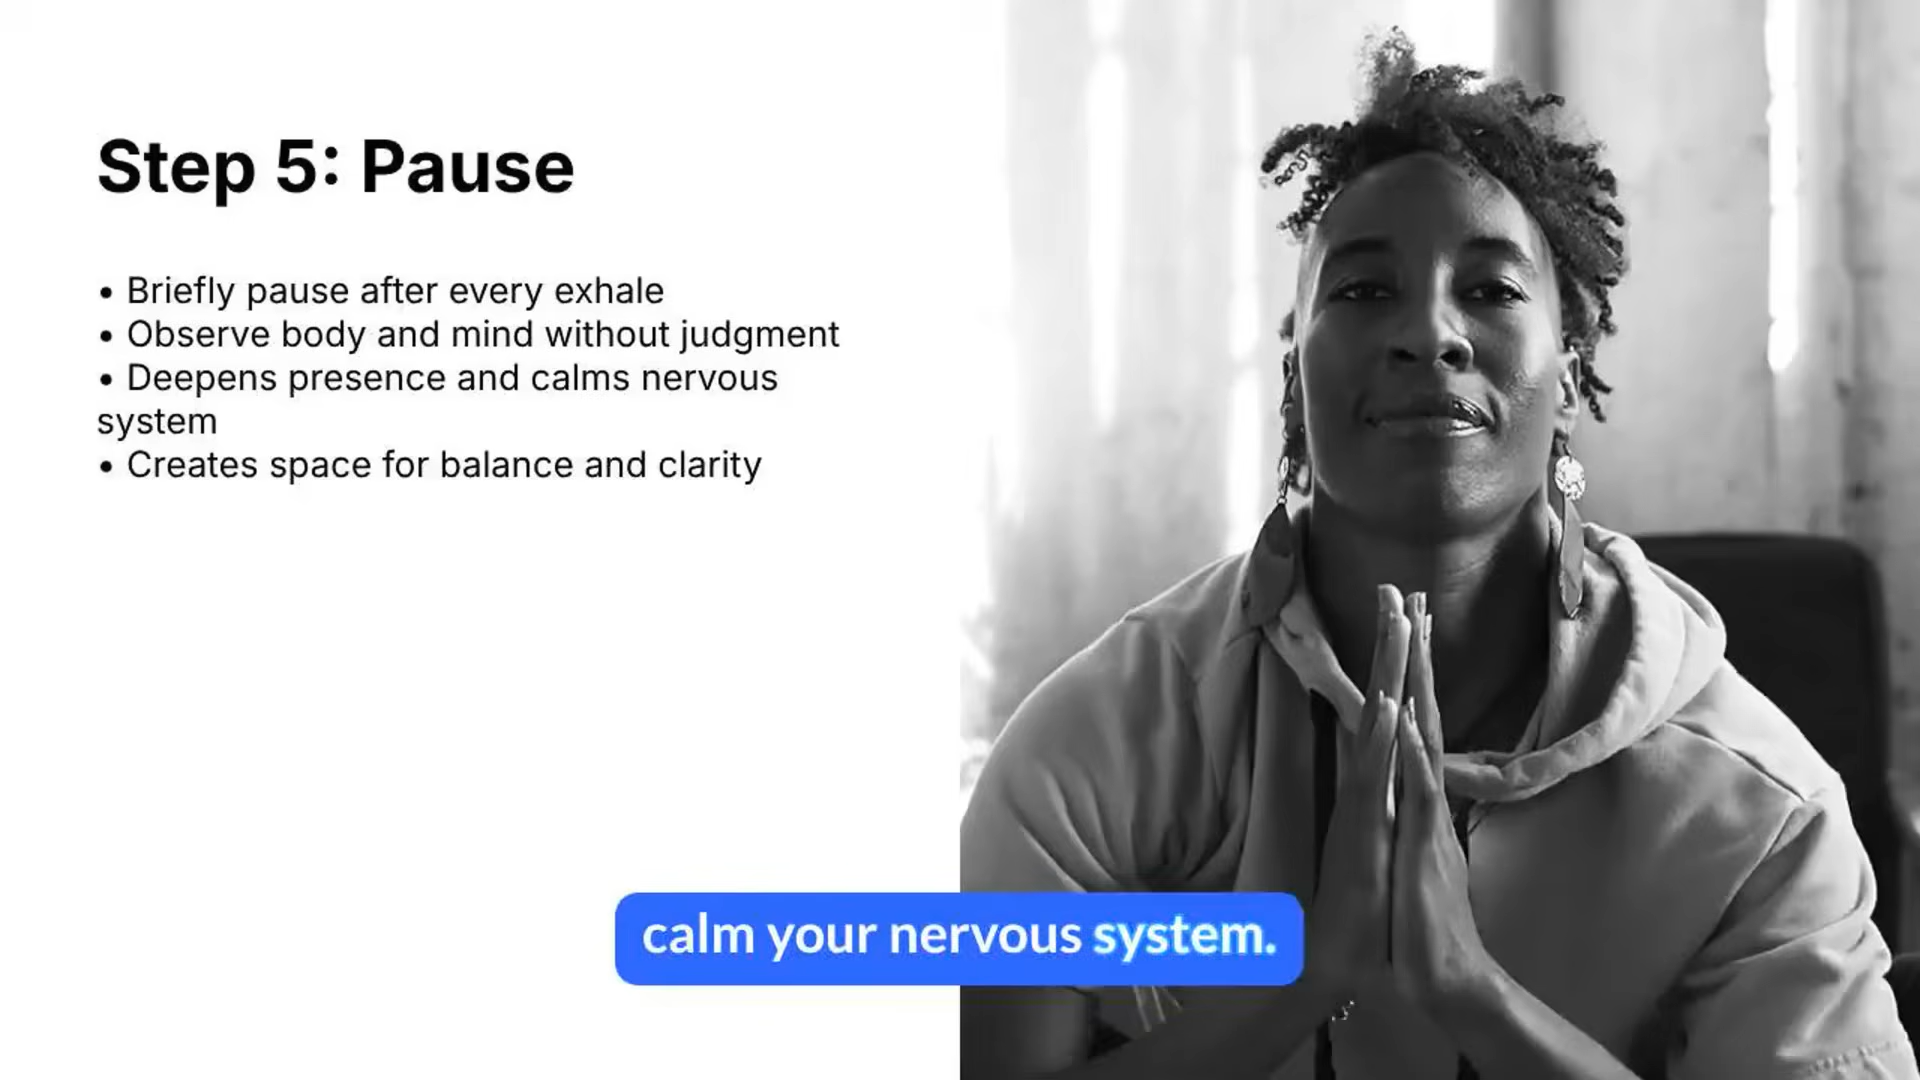 Step 5: Pause
• Briefly pause after every exhale
• Observe body and mind without judgment
• Deepens presence and calms nervous
system
• Creates space for balance and clarity
calm your nervous system.